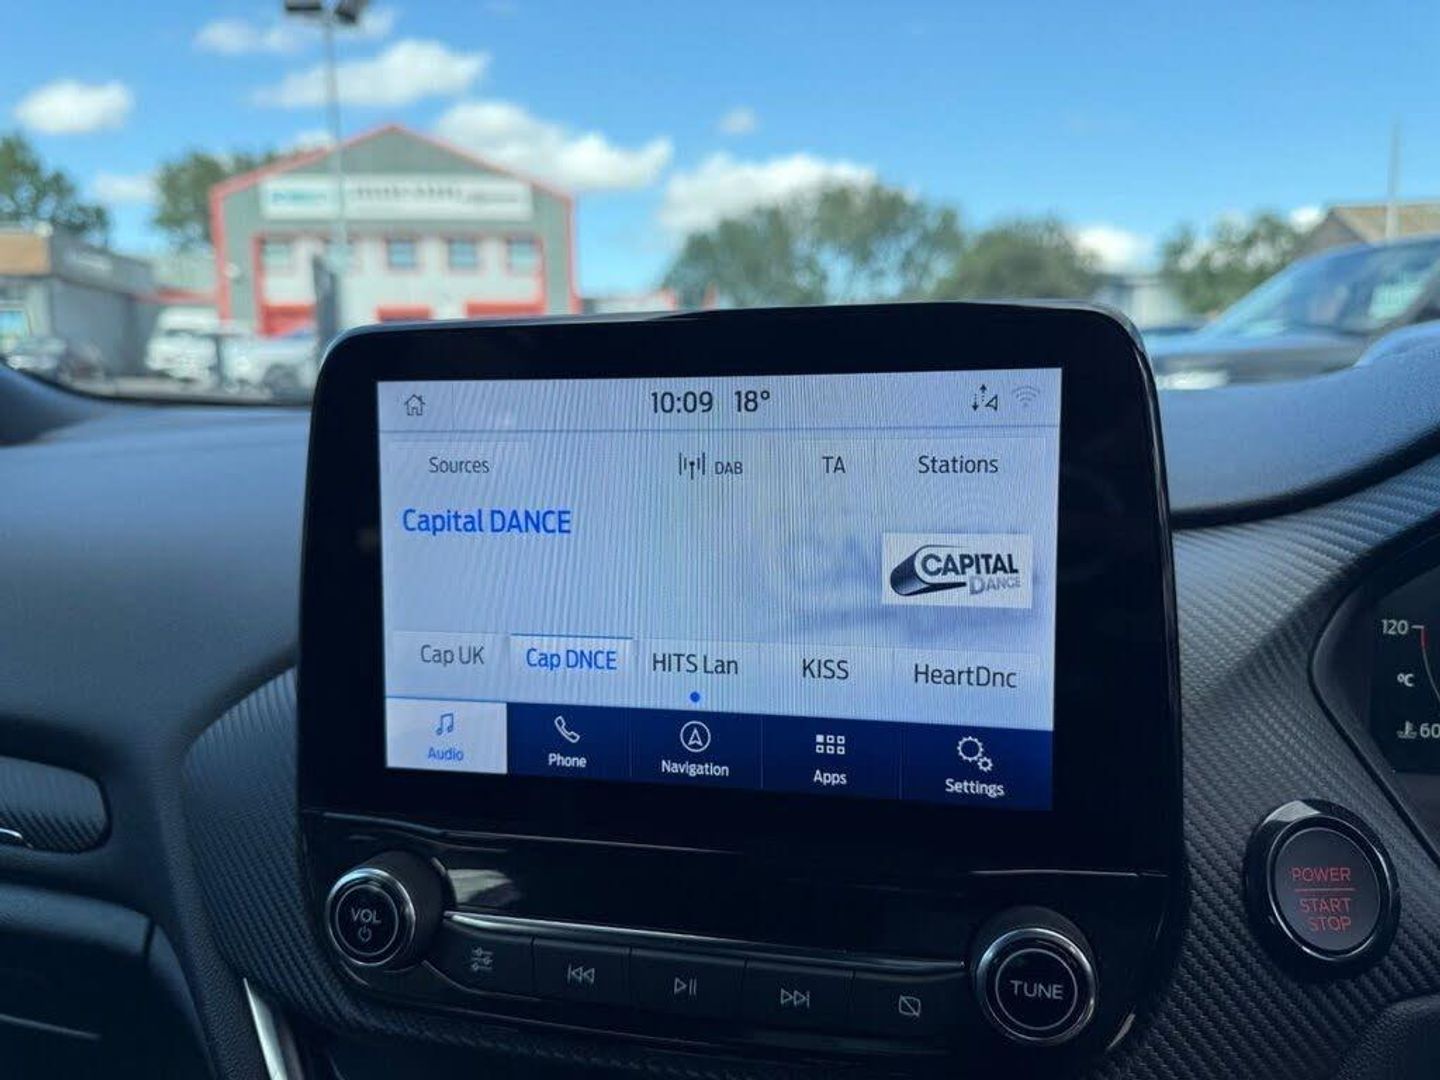 10:09 18°
Sources DAB TA Stations
Capital DANCE
CAPITAL
DANCE
Cap UK Cap DNCE HITS Lan KISS HeartDnc
Audio Phone Navigation Apps Settings
VOL
TUNE
POWER
START
STOP
120
°C
60